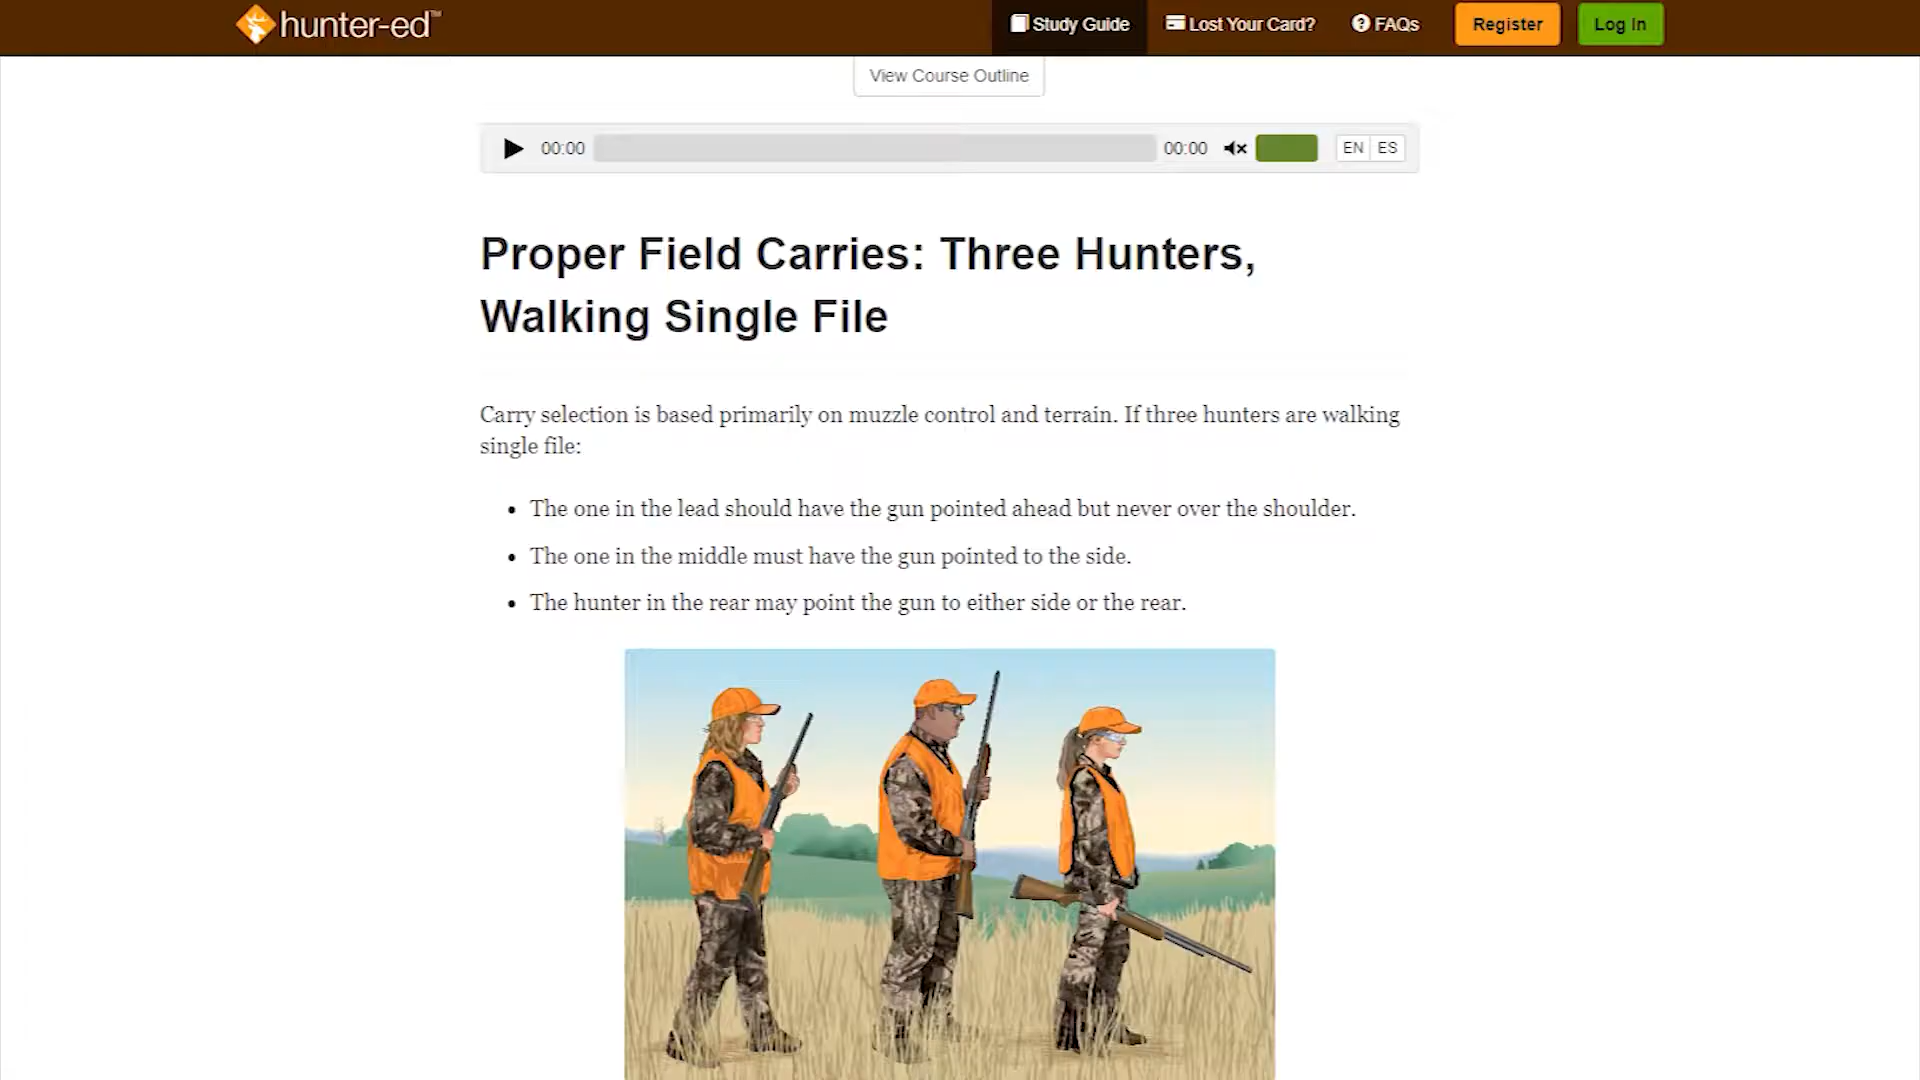 hunter-ed™
Study Guide
Lost Your Card?
FAQs
Register
Log In
View Course Outline
00:00
00:00
EN
ES
Proper Field Carries: Three Hunters,
Walking Single File
Carry selection is based primarily on muzzle control and terrain. If three hunters are walking
single file:
• The one in the lead should have the gun pointed ahead but never over the shoulder.
• The one in the middle must have the gun pointed to the side.
• The hunter in the rear may point the gun to either side or the rear.